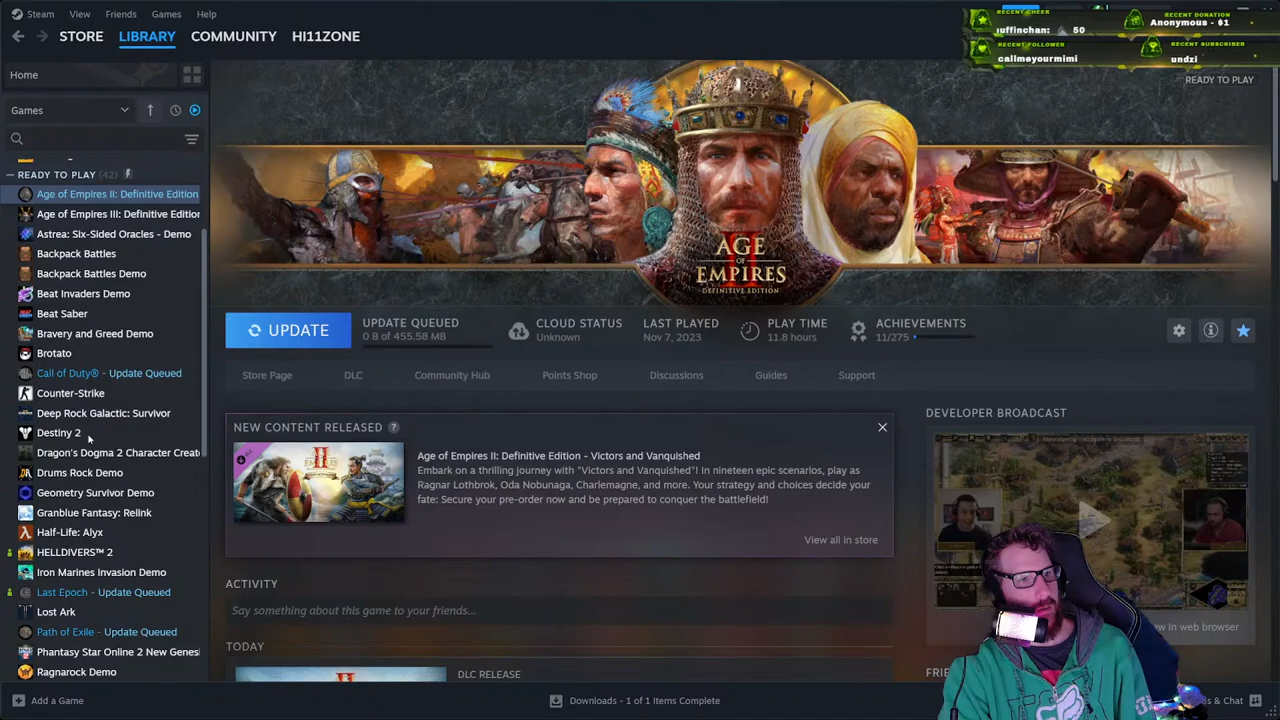 Steam View Friends Games Help
STORE LIBRARY COMMUNITY HI11ZONE
RECENT CHEER
uffinchan: 50
RECENT DONATION
Anonymous - $1
RECENT FOLLOWER
callmeyourmimi
RECENT SUBSCRIBER
undzi
Home
Games
READY TO PLAY (42)
Age of Empires II: Definitive Edition
Age of Empires III: Definitive Edition
Astrea: Six-Sided Oracles - Demo
Backpack Battles
Backpack Battles Demo
Beat Invaders Demo
Beat Saber
Bravery and Greed Demo
Brotato
Call of Duty® - Update Queued
Counter-Strike
Deep Rock Galactic: Survivor
Destiny 2
Dragon's Dogma 2 Character Creato
Drums Rock Demo
Geometry Survivor Demo
Granblue Fantasy: Relink
Half-Life: Alyx
HELLDIVERS™ 2
Iron Marines Invasion Demo
Last Epoch - Update Queued
Lost Ark
Path of Exile - Update Queued
Phantasy Star Online 2 New Genesi
Ragnarock Demo
READY TO PLAY
AGE
OF
EMPIRES
II
DEFINITIVE EDITION
UPDATE
UPDATE QUEUED
0 B of 455.58 MB
CLOUD STATUS
Unknown
LAST PLAYED
Nov 7, 2023
PLAY TIME
11.8 hours
ACHIEVEMENTS
11/275
Store Page DLC Community Hub Points Shop Discussions Guides Support
NEW CONTENT RELEASED ?
Age of Empires II: Definitive Edition - Victors and Vanquished
Embark on a thrilling journey with "Victors and Vanquished"! In nineteen epic scenarios, play as
Ragnar Lothbrok, Oda Nobunaga, Charlemagne, and more. Your strategy and choices decide your
fate: Secure your pre-order now and be prepared to conquer the battlefield!
View all in store
ACTIVITY
Say something about this game to your friends...
TODAY
DLC RELEASE
DEVELOPER BROADCAST
ew in web browser
FRIE
Add a Game
Downloads - 1 of 1 Items Complete
s & Chat